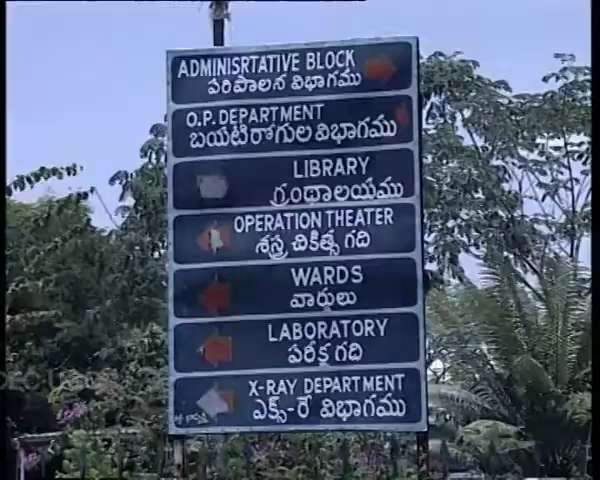 ADMINISRTATIVE BLOCK
పరిపాలన విభాగము
O.P. DEPARTMENT
బయటిరోగుల విభాగము
LIBRARY
గ్రంథాలయము
OPERATION THEATER
శస్త్ర చికిత్స గది
WARDS
వార్డులు
LABORATORY
పరీక్ష గది
X-RAY DEPARTMENT
ఎక్స్-రే విభాగము